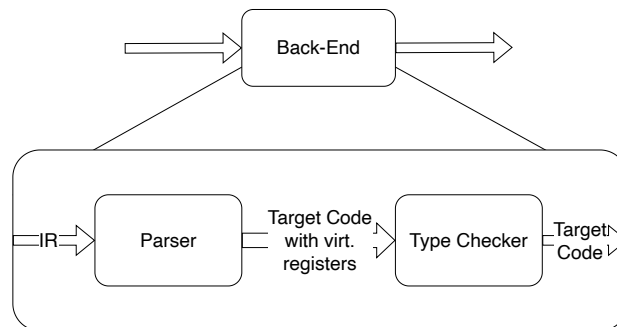 Back-End
IR
Parser
Target Code
with virt.
registers
Type Checker
Target
Code